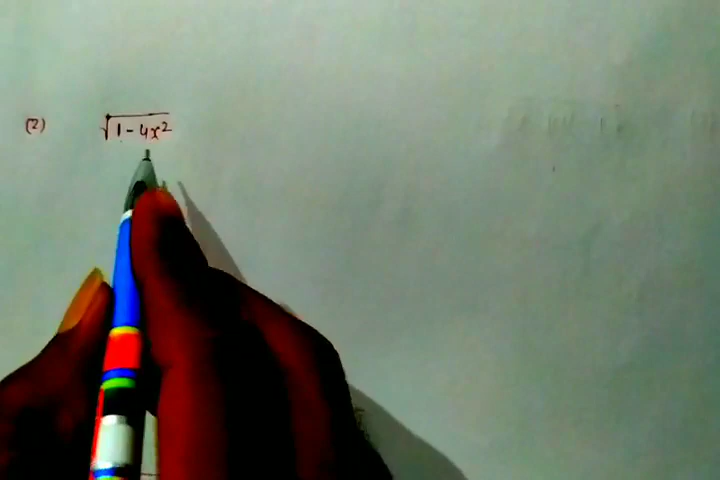 (2) √(1 - 4x²)